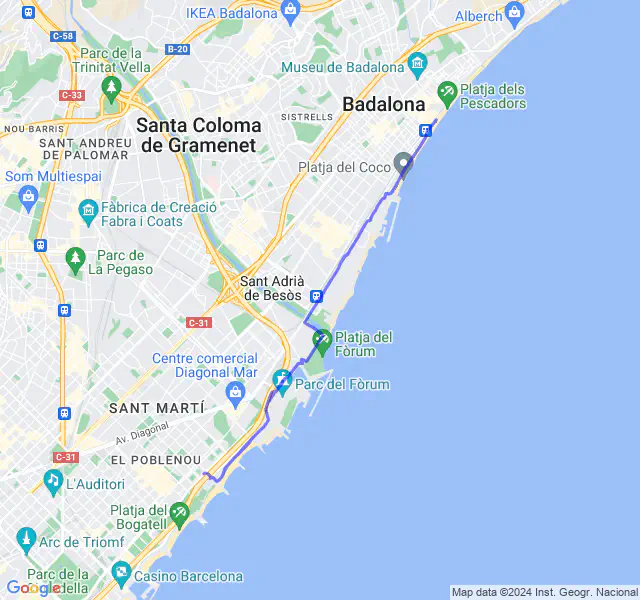 IKEA Badalona
Alberch
C-58
B-20
Parc de la
Trinitat Vella
Museu de Badalona
Platja dels
Pescadors
C-33
Badalona
SISTRELLS
NOU BARRIS
Santa Coloma
de Gramenet
SANT ANDREU
DE PALOMAR
Platja del Coco
Som Multiespai
Fàbrica de Creació
Fabra i Coats
Parc de
La Pegaso
Sant Adrià
de Besòs
C-31
Platja del
Fòrum
Centre comercial
Diagonal Mar
Parc del Fòrum
SANT MARTÍ
Av. Diagonal
C-31
EL POBLENOU
L'Auditori
Platja del
Bogatell
Arc de Triomf
Parc de la
Casino Barcelona
Google
Map data ©2024 Inst. Geogr. Nacional